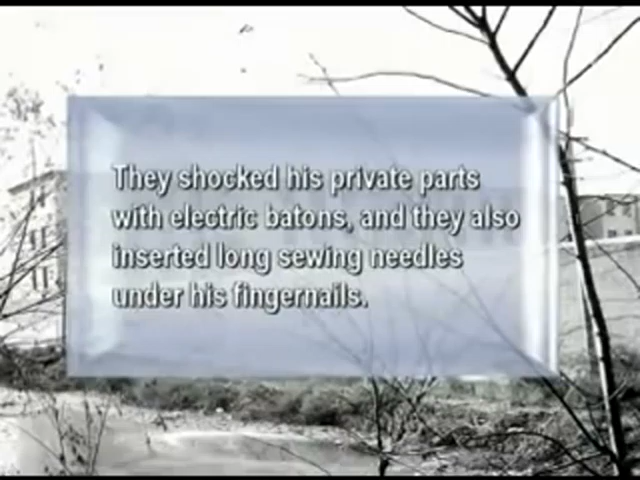 They shocked his private parts
with electric batons, and they also
inserted long sewing needles
under his fingernails.